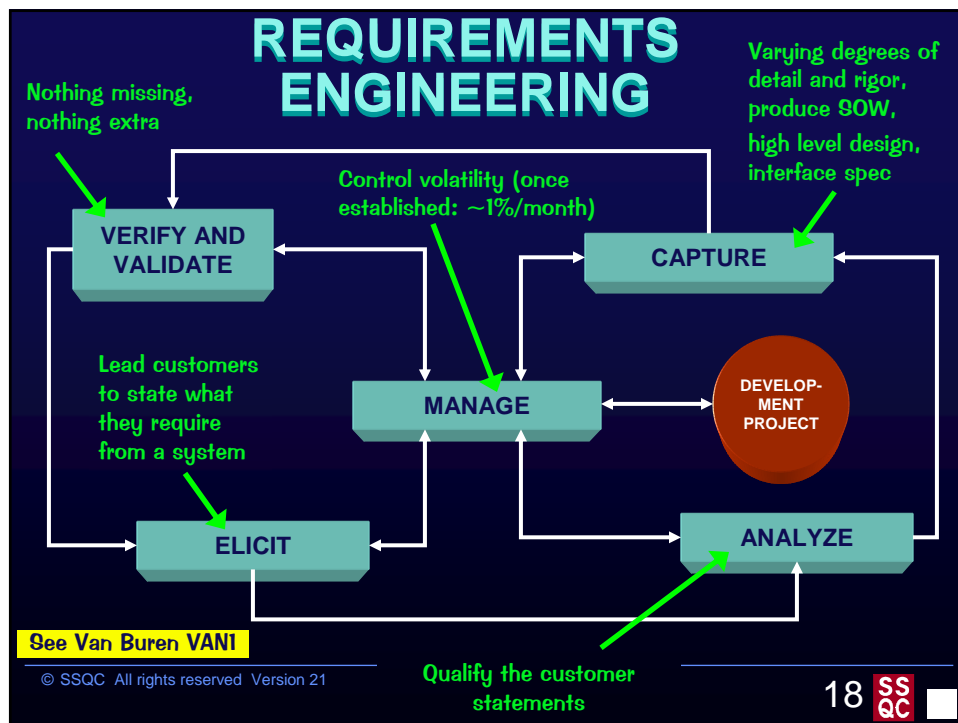 REQUIREMENTS
ENGINEERING
Nothing missing,
nothing extra
Varying degrees of
detail and rigor,
produce SOW,
high level design,
interface spec
Control volatility (once
established: ~1%/month)
VERIFY AND
VALIDATE
CAPTURE
Lead customers
to state what
they require
from a system
MANAGE
DEVELOP-
MENT
PROJECT
ELICIT
ANALYZE
See Van Buren VAN1
Qualify the customer
statements
© SSQC All rights reserved Version 21
18
SS
QC